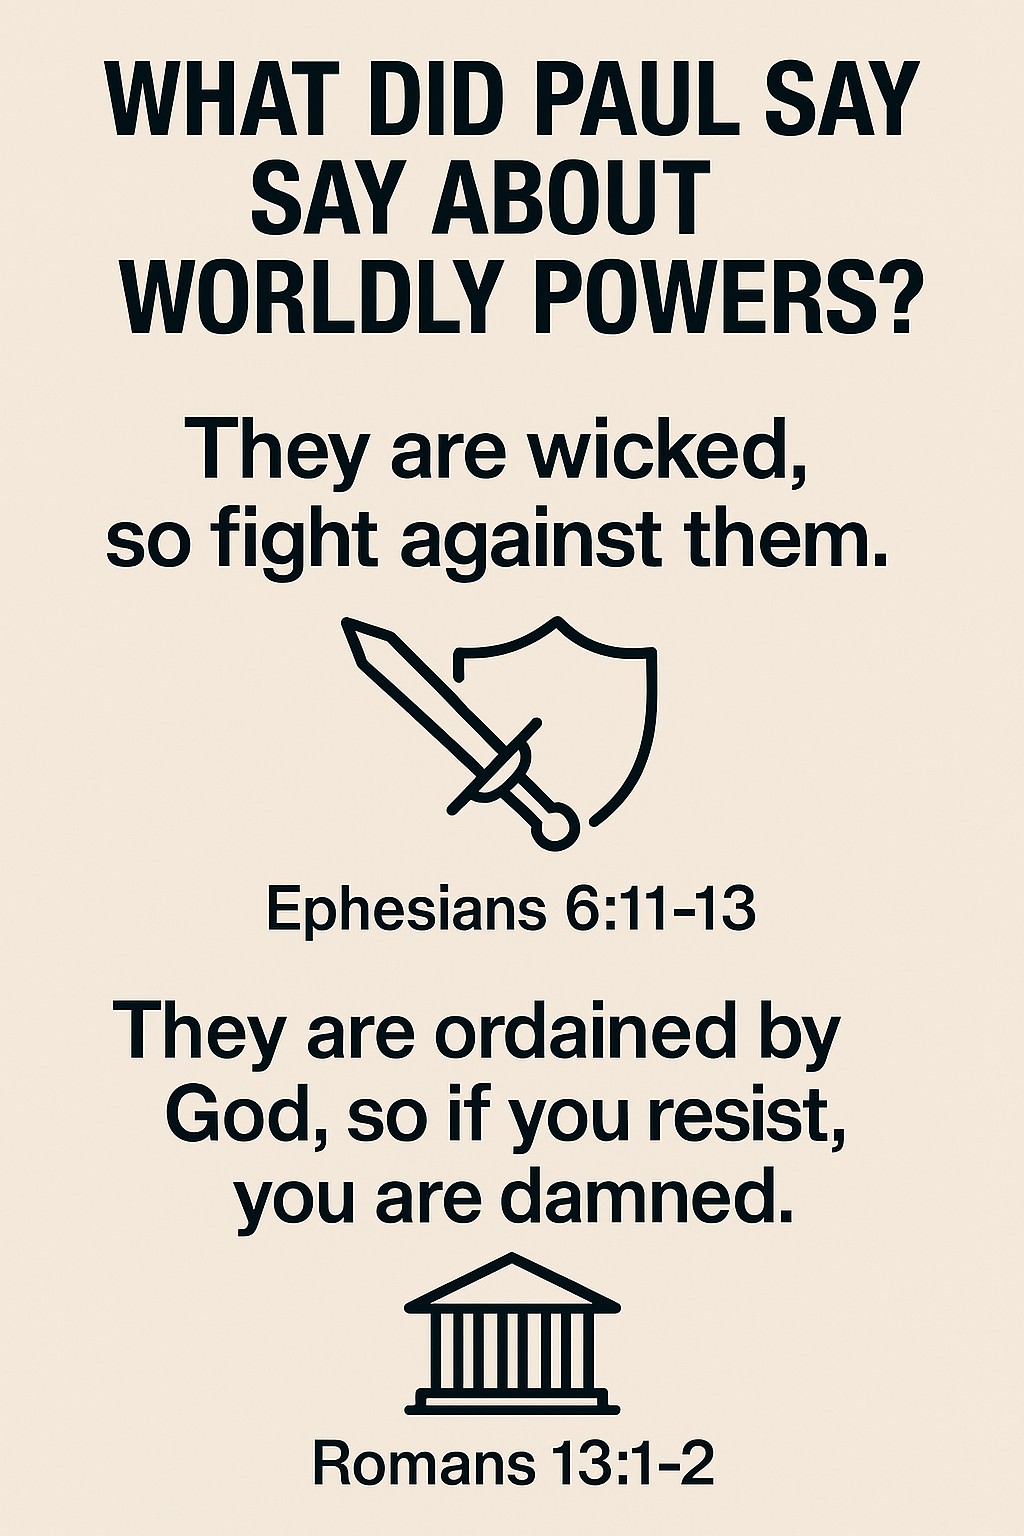 WHAT DID PAUL SAY
SAY ABOUT
WORLDLY POWERS?
They are wicked,
so fight against them.
Ephesians 6:11-13
They are ordained by
God, so if you resist,
you are damned.
Romans 13:1-2